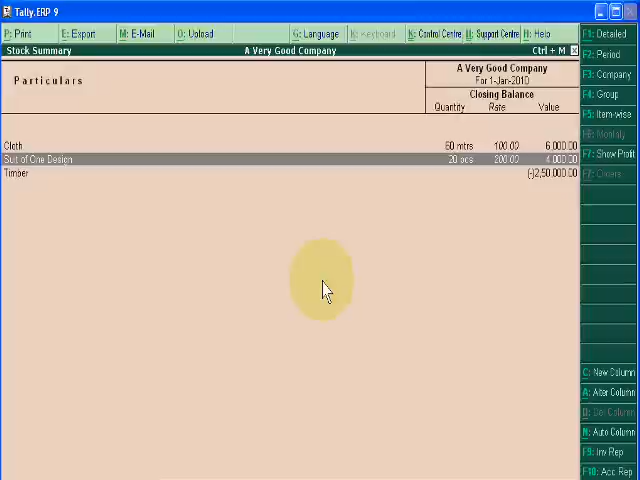 Tally.ERP 9
P: Print E: Export M: E-Mail O: Upload G: Language K: Keyboard K: Control Centre H: Support Centre H: Help
Stock Summary A Very Good Company Ctrl + M
Particulars
A Very Good Company
For 1-Jan-2010
Closing Balance
Quantity Rate Value
Cloth 60 mtrs 100.00 6,000.00
Suit of One Design 20 pcs 200.00 4,000.00
Timber (-)2,50,000.00
F1: Detailed
F2: Period
F3: Company
F4: Group
F5: Item-wise
F6: Monthly
F7: Show Profit
F7: Orders
C: New Column
A: Alter Column
D: Del Column
N: Auto Column
F9: Inv Rep
F10: Acc Rep